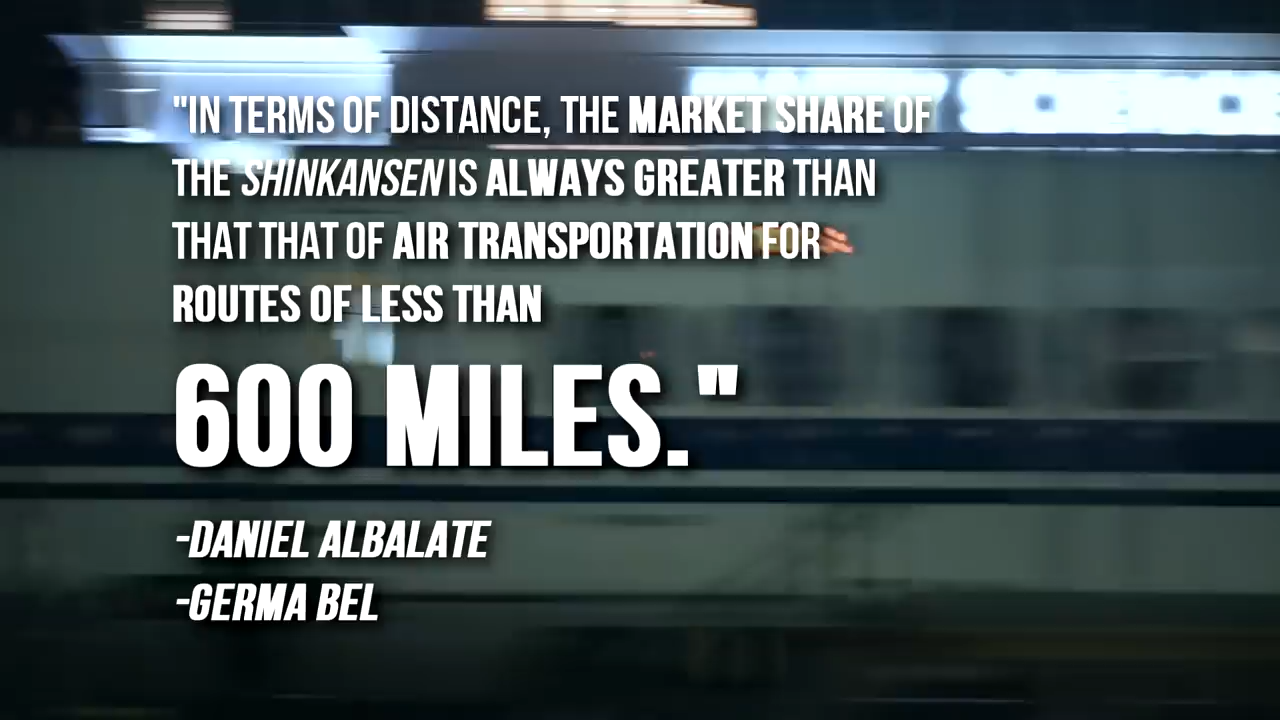 "IN TERMS OF DISTANCE, THE MARKET SHARE OF
THE SHINKANSEN IS ALWAYS GREATER THAN
THAT THAT OF AIR TRANSPORTATION FOR
ROUTES OF LESS THAN
600 MILES."
-DANIEL ALBALATE
-GERMA BEL